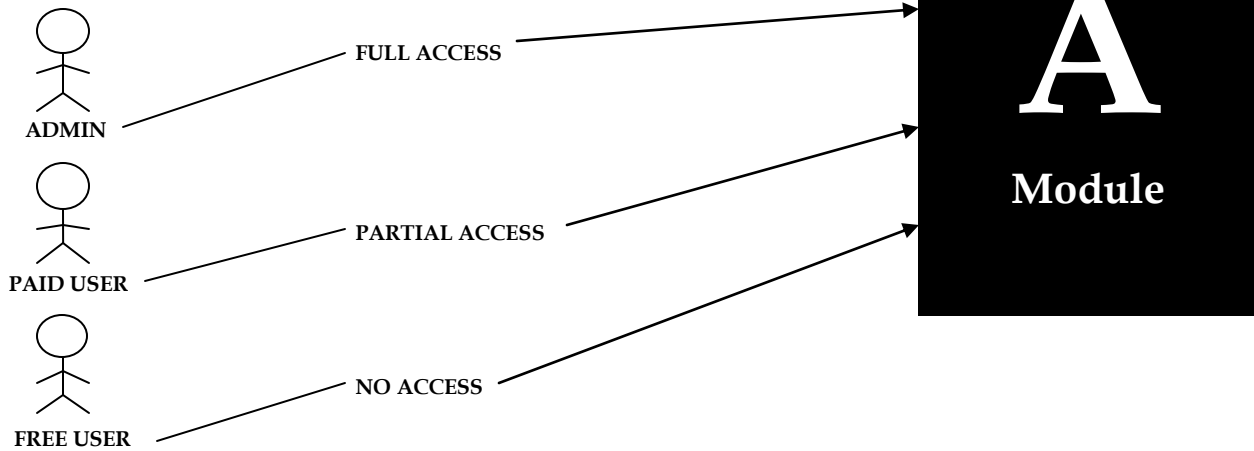 FULL ACCESS
ADMIN
A
Module
PARTIAL ACCESS
PAID USER
NO ACCESS
FREE USER